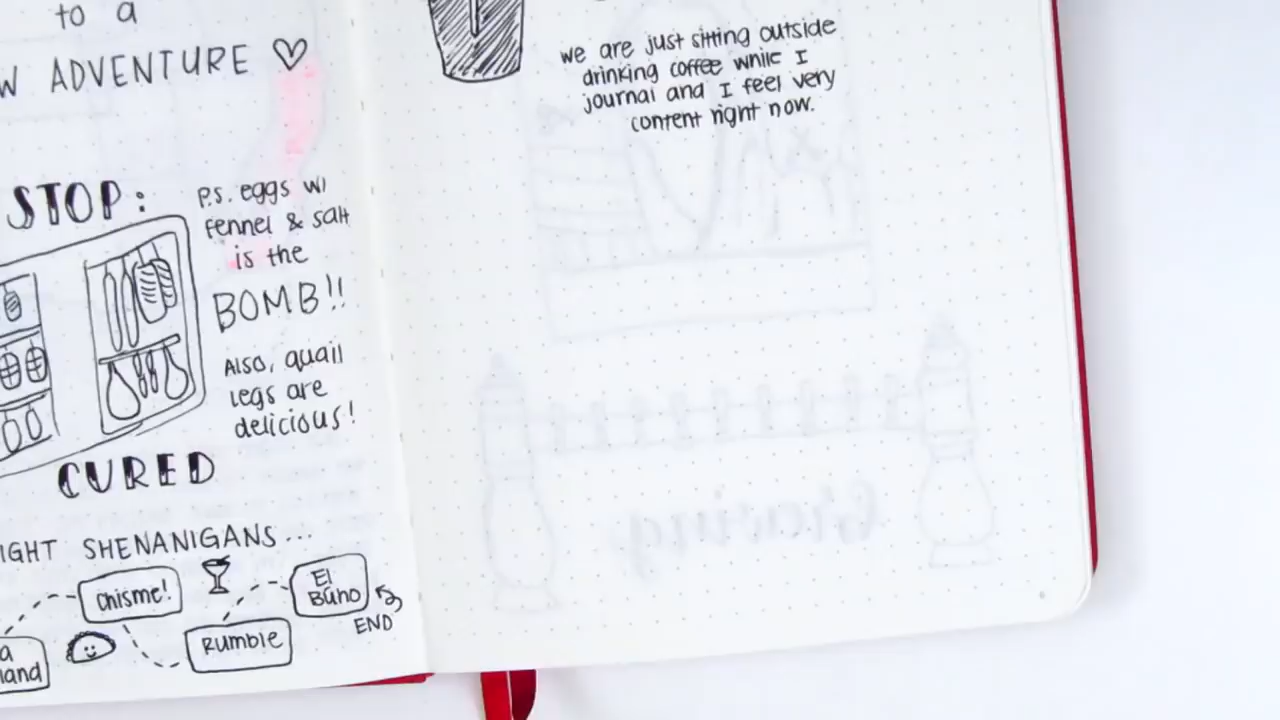 to a
W ADVENTURE ♡
STOP:
p.s. eggs w/
fennel & salt
is the
BOMB!!
Also, quail
legs are
delicious!
CURED
IGHT SHENANIGANS...
Chisme!
El
Búho
END
Rumble
a
land
we are just sitting outside
drinking coffee while I
journal and I feel very
content right now.